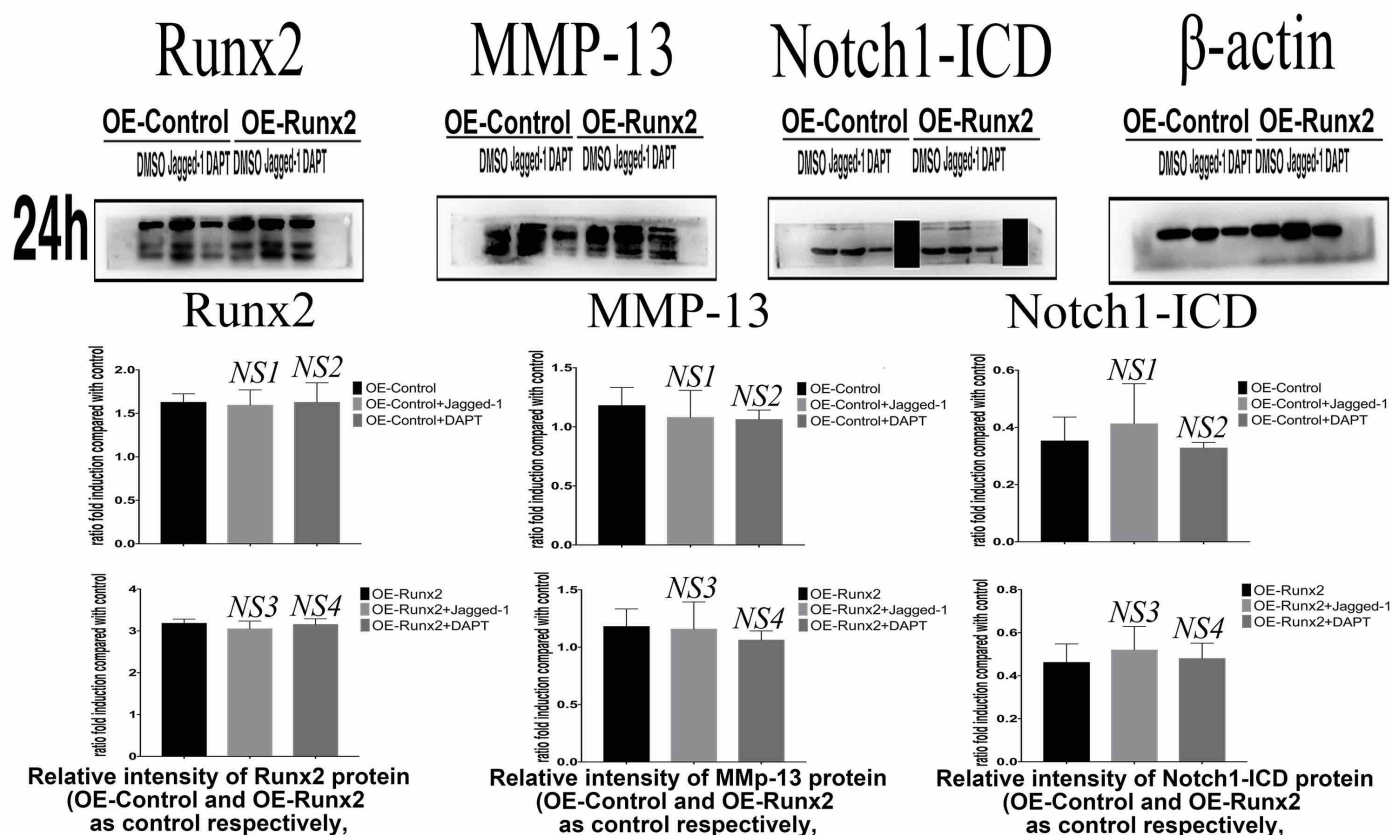 Runx2 MMP-13 Notch1-ICD β-actin
OE-Control OE-Runx2 OE-Control OE-Runx2 OE-Control OE-Runx2 OE-Control OE-Runx2
DMSO Jagged-1 DAPT DMSO Jagged-1 DAPT DMSO Jagged-1 DAPT DMSO Jagged-1 DAPT DMSO Jagged-1 DAPT DMSO Jagged-1 DAPT DMSO Jagged-1 DAPT DMSO Jagged-1 DAPT
24h
Runx2
ratio fold induction compared with control
2.0
1.5
1.0
0.5
0.0
NS1 NS2
OE-Control
OE-Control+Jagged-1
OE-Control+DAPT
MMP-13
ratio fold induction compared with control
1.5
1.0
0.5
0.0
NS1 NS2
OE-Control
OE-Control+Jagged-1
OE-Control+DAPT
Notch1-ICD
ratio fold induction compared with control
0.6
0.4
0.2
0.0
NS1 NS2
OE-Control
OE-Control+Jagged-1
OE-Control+DAPT
ratio fold induction compared with control
4
3
2
1
0
NS3 NS4
OE-Runx2
OE-Runx2+Jagged-1
OE-Runx2+DAPT
Relative intensity of Runx2 protein
(OE-Control and OE-Runx2
as control respectively,
ratio fold induction compared with control
1.5
1.0
0.5
0.0
NS3 NS4
OE-Runx2
OE-Runx2+Jagged-1
OE-Runx2+DAPT
Relative intensity of MMp-13 protein
(OE-Control and OE-Runx2
as control respectively,
ratio fold induction compared with control
0.8
0.6
0.4
0.2
0.0
NS3 NS4
OE-Runx2
OE-Runx2+Jagged-1
OE-Runx2+DAPT
Relative intensity of Notch1-ICD protein
(OE-Control and OE-Runx2
as control respectively,